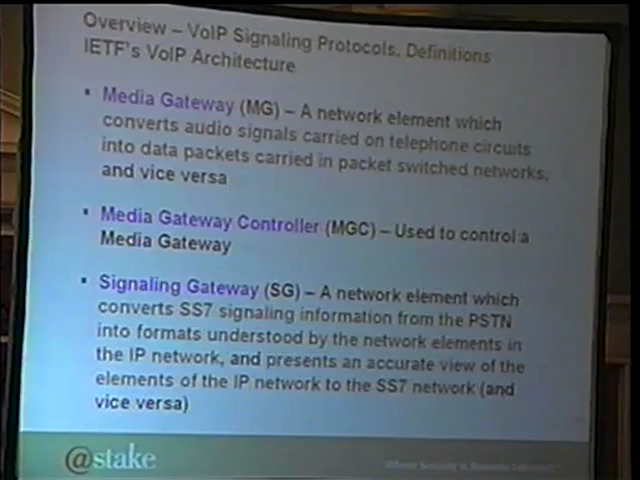 Overview – VoIP Signaling Protocols, Definitions
IETF's VoIP Architecture
▪ Media Gateway (MG) – A network element which
converts audio signals carried on telephone circuits
into data packets carried in packet switched networks,
and vice versa
▪ Media Gateway Controller (MGC) – Used to control a
Media Gateway
▪ Signaling Gateway (SG) – A network element which
converts SS7 signaling information from the PSTN
into formats understood by the network elements in
the IP network, and presents an accurate view of the
elements of the IP network to the SS7 network (and
vice versa)
@stake